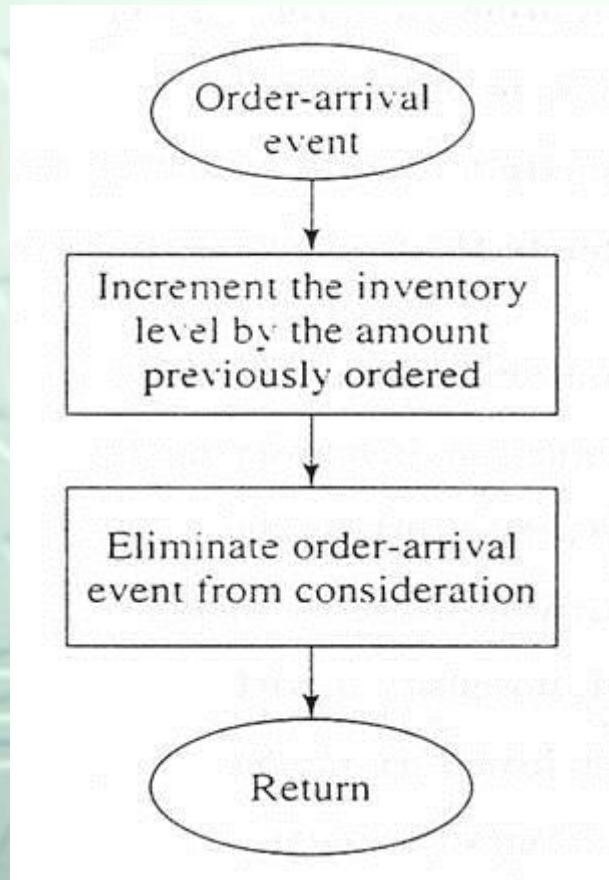 Order-arrival
event
Increment the inventory
level by the amount
previously ordered
Eliminate order-arrival
event from consideration
Return